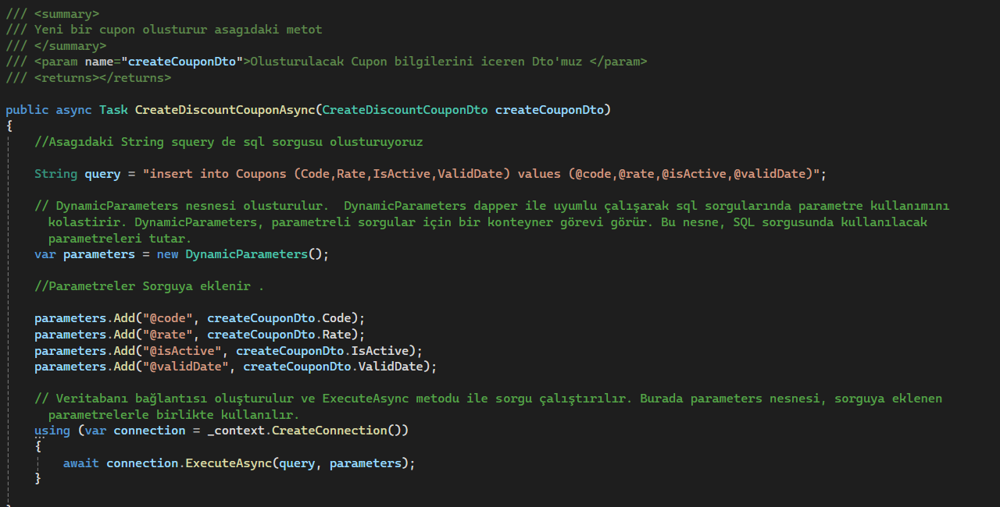 /// <summary>
/// Yeni bir cupon olusturur asagıdaki metot
/// </summary>
/// <param name="createCouponDto">Olusturulacak Cupon bilgilerini iceren Dto'muz </param>
/// <returns></returns>
public async Task CreateDiscountCouponAsync(CreateDiscountCouponDto createCouponDto)
{
//Asagıdaki String squery de sql sorgusu olusturuyoruz
String query = "insert into Coupons (Code,Rate,IsActive,ValidDate) values (@code,@rate,@isActive,@validDate)";
// DynamicParameters nesnesi olusturulur.  DynamicParameters dapper ile uyumlu çalışarak sql sorgularında parametre kullanımını
kolastirir. DynamicParameters, parametreli sorgular için bir konteyner görevi görür. Bu nesne, SQL sorgusunda kullanılacak
parametreleri tutar.
var parameters = new DynamicParameters();
//Parametreler Sorguya eklenir .
parameters.Add("@code", createCouponDto.Code);
parameters.Add("@rate", createCouponDto.Rate);
parameters.Add("@isActive", createCouponDto.IsActive);
parameters.Add("@validDate", createCouponDto.ValidDate);
// Veritabanı bağlantısı oluşturulur ve ExecuteAsync metodu ile sorgu çalıştırılır. Burada parameters nesnesi, sorguya eklenen
parametrelerle birlikte kullanılır.
using (var connection = _context.CreateConnection())
{
await connection.ExecuteAsync(query, parameters);
}